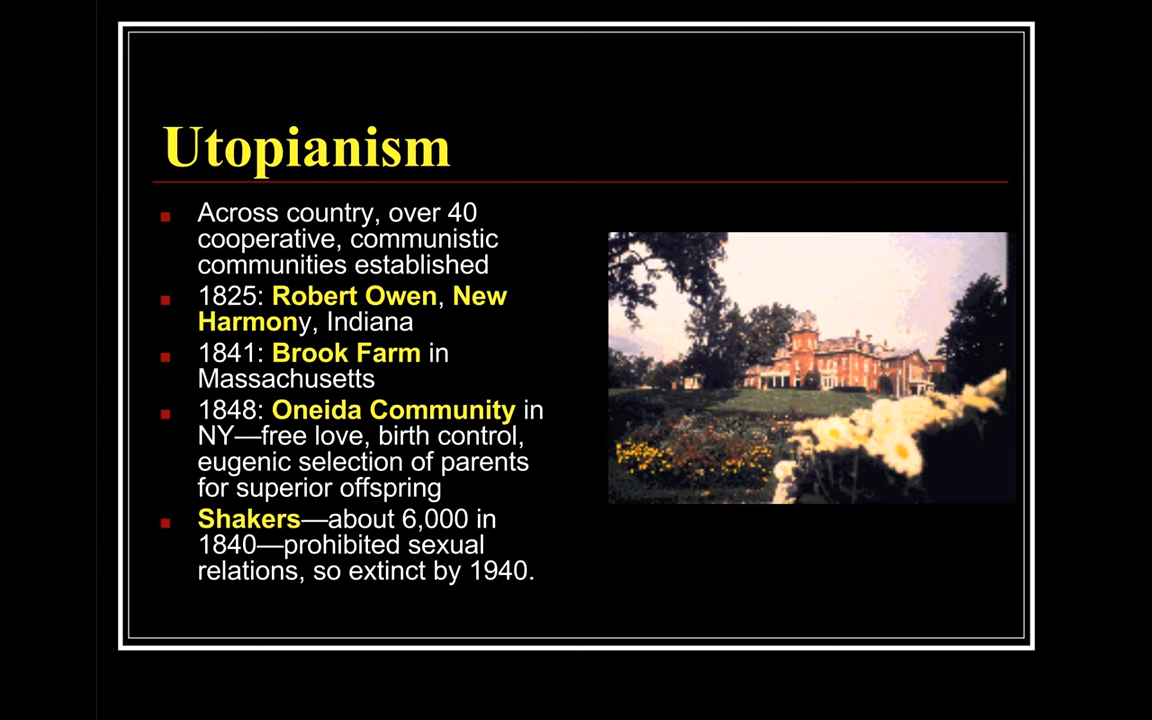 Utopianism
Across country, over 40
cooperative, communistic
communities established
1825: Robert Owen, New
Harmony, Indiana
1841: Brook Farm in
Massachusetts
1848: Oneida Community in
NY—free love, birth control,
eugenic selection of parents
for superior offspring
Shakers—about 6,000 in
1840—prohibited sexual
relations, so extinct by 1940.